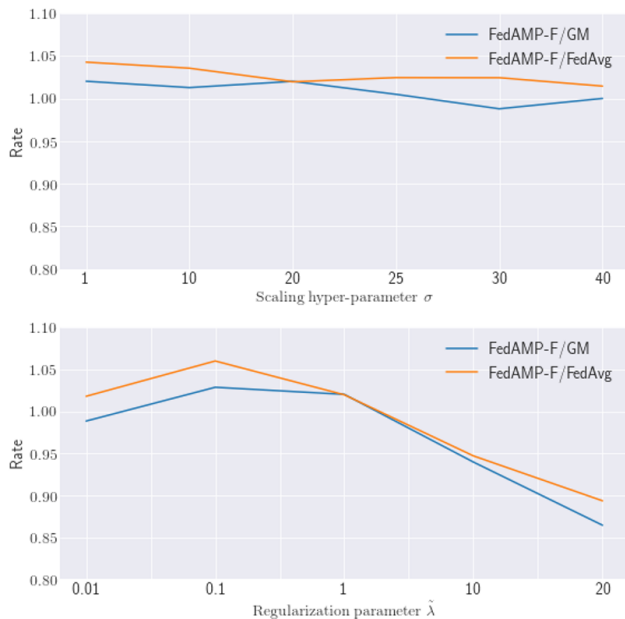 1.10
1.05
1.00
0.95
0.90
0.85
0.80
Rate
FedAMP-F/GM
FedAMP-F/FedAvg
1 10 20 25 30 40
Scaling hyper-parameter σ
1.10
1.05
1.00
0.95
0.90
0.85
0.80
Rate
FedAMP-F/GM
FedAMP-F/FedAvg
0.01 0.1 1 10 20
Regularization parameter λ̃